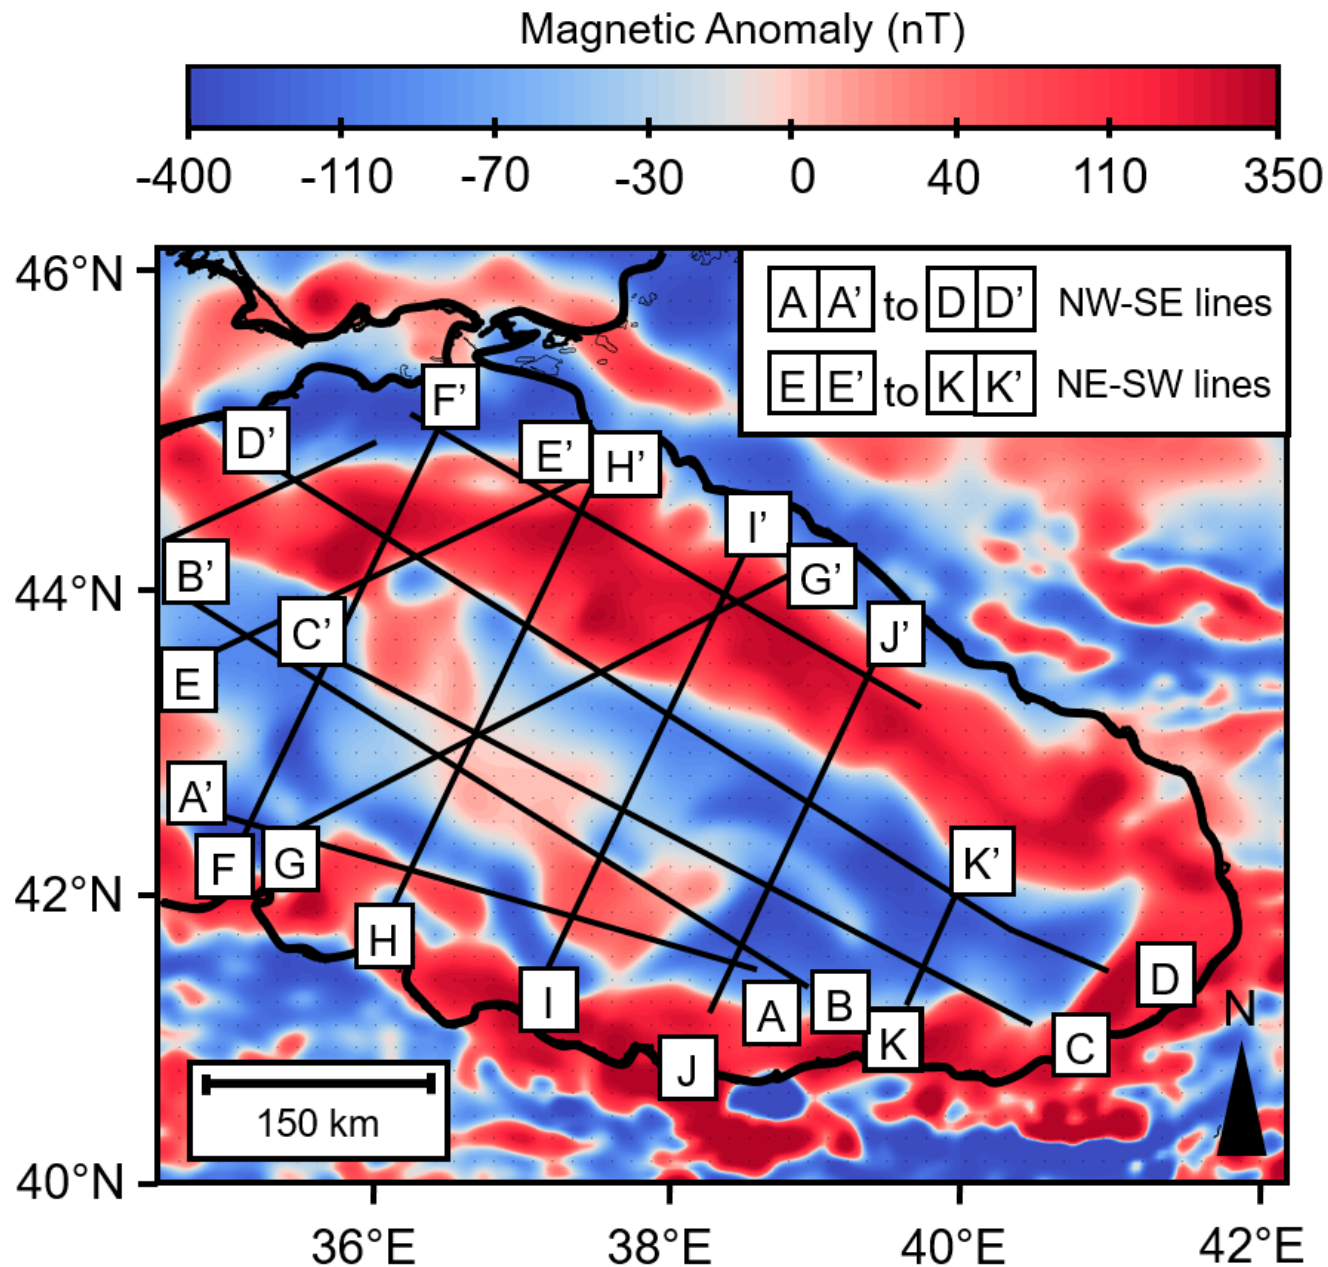 Magnetic Anomaly (nT)
-400 -110 -70 -30 0 40 110 350
46°N
A A' to D D' NW-SE lines
E E' to K K' NE-SW lines
F'
D'
E' H'
I'
44°N
B'
G'
C'
J'
E
A'
F G
K'
42°N
H
D
I
A B
N
K
C
J
150 km
40°N
36°E 38°E 40°E 42°E